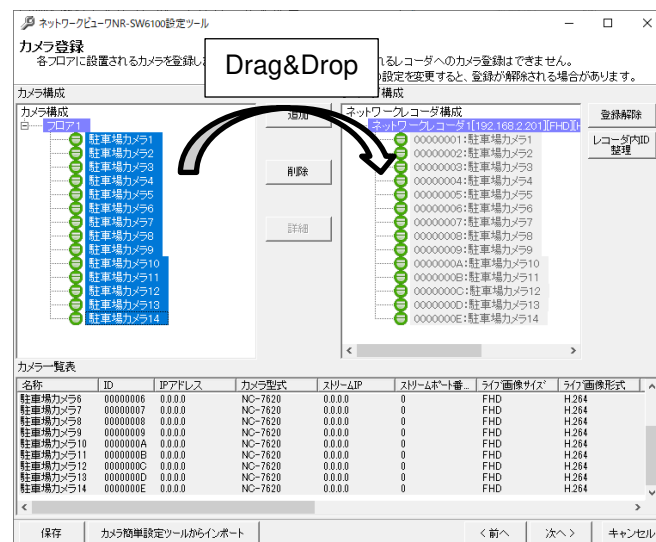 ネットワークビューワNR-SW6100設定ツール
カメラ登録
各フロアに設置されるカメラを登録しま
れるレコーダへのカメラ登録はできません。
の設定を変更すると、登録が解除される場合があります。
Drag&Drop
カメラ構成
構成
カメラ構成
フロア1
駐車場カメラ1
駐車場カメラ2
駐車場カメラ3
駐車場カメラ4
駐車場カメラ5
駐車場カメラ6
駐車場カメラ7
駐車場カメラ8
駐車場カメラ9
駐車場カメラ10
駐車場カメラ11
駐車場カメラ12
駐車場カメラ13
駐車場カメラ14
追加
削除
詳細
ネットワークレコーダ構成
ネットワークレコーダ1[192.168.2.201][FHD][H
00000001:駐車場カメラ1
00000002:駐車場カメラ2
00000003:駐車場カメラ3
00000004:駐車場カメラ4
00000005:駐車場カメラ5
00000006:駐車場カメラ6
00000007:駐車場カメラ7
00000008:駐車場カメラ8
00000009:駐車場カメラ9
0000000A:駐車場カメラ10
0000000B:駐車場カメラ11
0000000C:駐車場カメラ12
0000000D:駐車場カメラ13
0000000E:駐車場カメラ14
登録解除
レコーダ内ID
整理
カメラ一覧表
名称 ID IPアドレス カメラ型式 ストリームIP ストリームポート番... ライブ画像サイズ ライブ画像形式
駐車場カメラ6 00000006 0.0.0.0 NC-7620 0.0.0.0 0 FHD H.264
駐車場カメラ7 00000007 0.0.0.0 NC-7620 0.0.0.0 0 FHD H.264
駐車場カメラ8 00000008 0.0.0.0 NC-7620 0.0.0.0 0 FHD H.264
駐車場カメラ9 00000009 0.0.0.0 NC-7620 0.0.0.0 0 FHD H.264
駐車場カメラ10 0000000A 0.0.0.0 NC-7620 0.0.0.0 0 FHD H.264
駐車場カメラ11 0000000B 0.0.0.0 NC-7620 0.0.0.0 0 FHD H.264
駐車場カメラ12 0000000C 0.0.0.0 NC-7620 0.0.0.0 0 FHD H.264
駐車場カメラ13 0000000D 0.0.0.0 NC-7620 0.0.0.0 0 FHD H.264
駐車場カメラ14 0000000E 0.0.0.0 NC-7620 0.0.0.0 0 FHD H.264
保存 カメラ簡単設定ツールからインポート <前へ 次へ> キャンセル